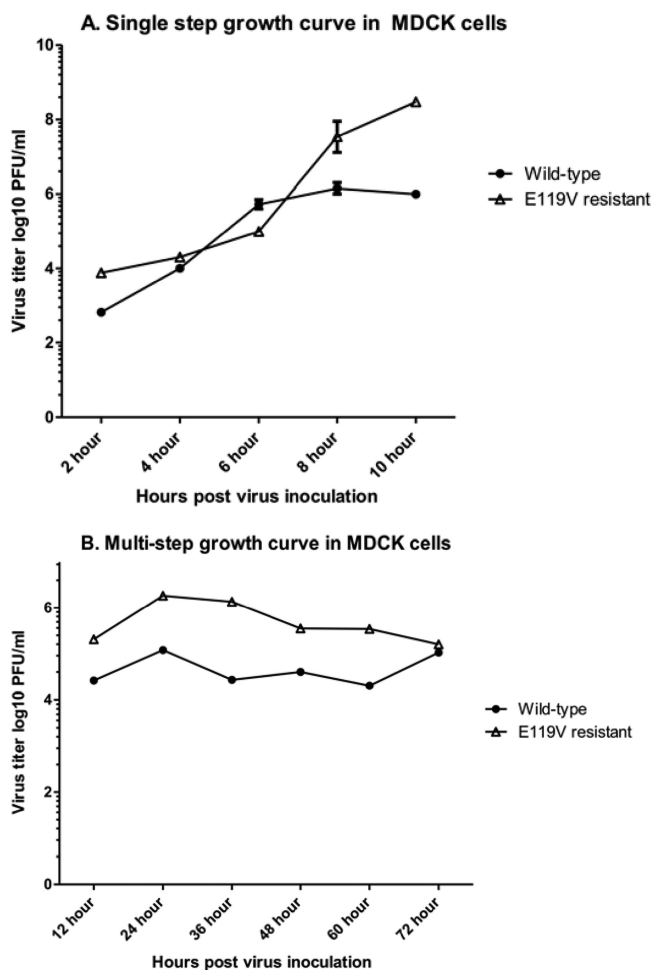 A. Single step growth curve in MDCK cells
10
8
6
4
2
0
Virus titer log10 PFU/ml
Wild-type
E119V resistant
2 hour
4 hour
6 hour
8 hour
10 hour
Hours post virus inoculation
B. Multi-step growth curve in MDCK cells
6
4
2
0
Virus titer log10 PFU/ml
Wild-type
E119V resistant
12 hour
24 hour
36 hour
48 hour
60 hour
72 hour
Hours post virus inoculation